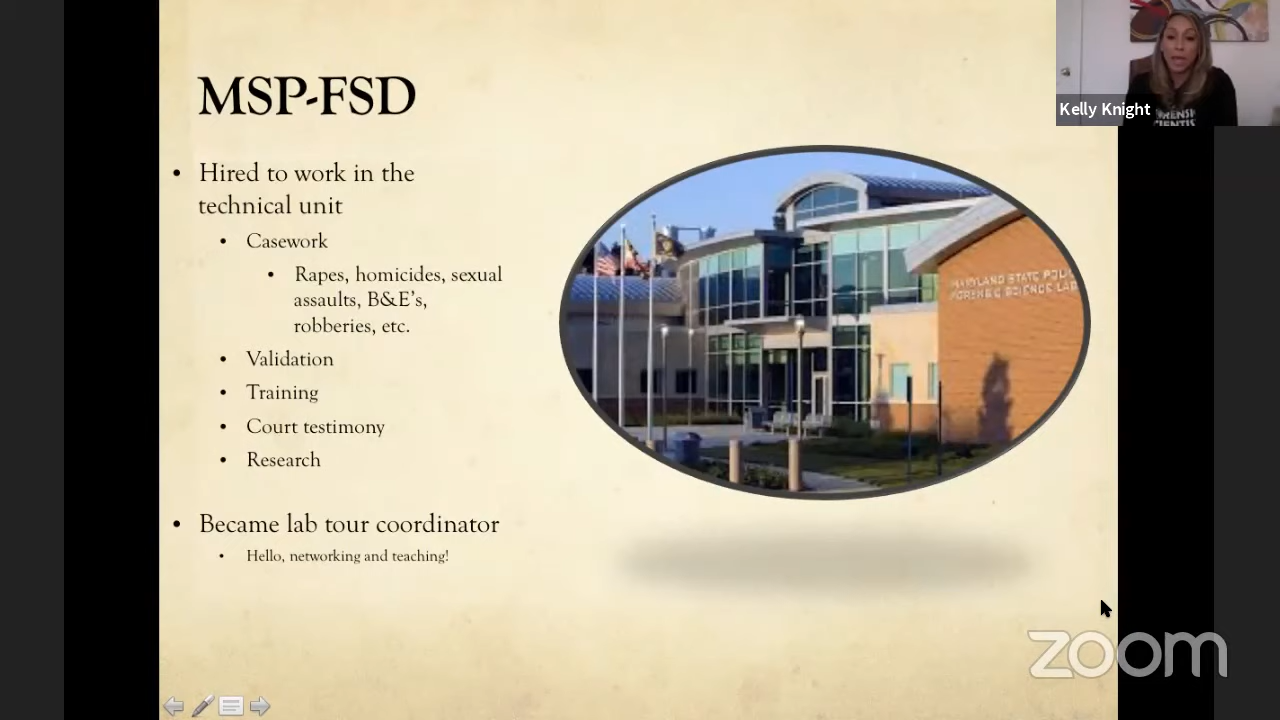 MSP-FSD
Kelly Knight
• Hired to work in the
technical unit
• Casework
• Rapes, homicides, sexual
assaults, B&E's,
robberies, etc.
• Validation
• Training
• Court testimony
• Research
• Became lab tour coordinator
• Hello, networking and teaching!
MARYLAND STATE
FORENSIC SCIENCE LAB
zoom